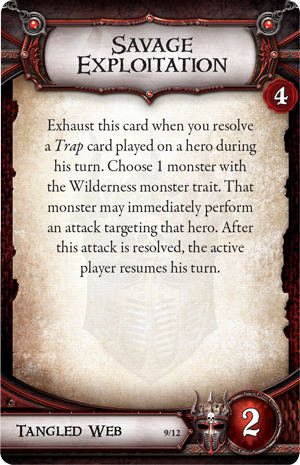 Savage
Exploitation
4
Exhaust this card when you resolve
a Trap card played on a hero during
his turn. Choose 1 monster with
the Wilderness monster trait. That
monster may immediately perform
an attack targeting that hero. After
this attack is resolved, the active
player resumes his turn.
Tangled Web
9/12
2